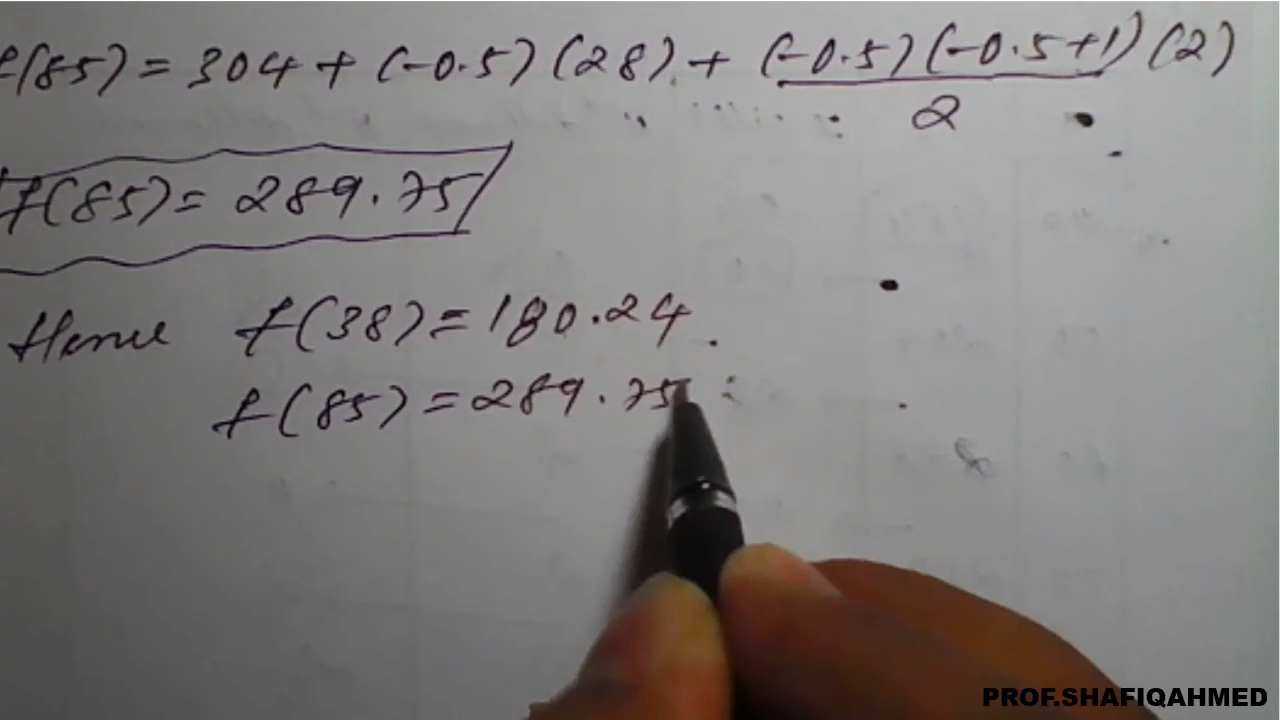 f(85) = 304 + (-0.5) (28) + (-0.5) (-0.5+1) (2)
2
f(85) = 289.75
Hence f(38) = 180.24
f(85) = 289.75
PROF.SHAFIQAHMED